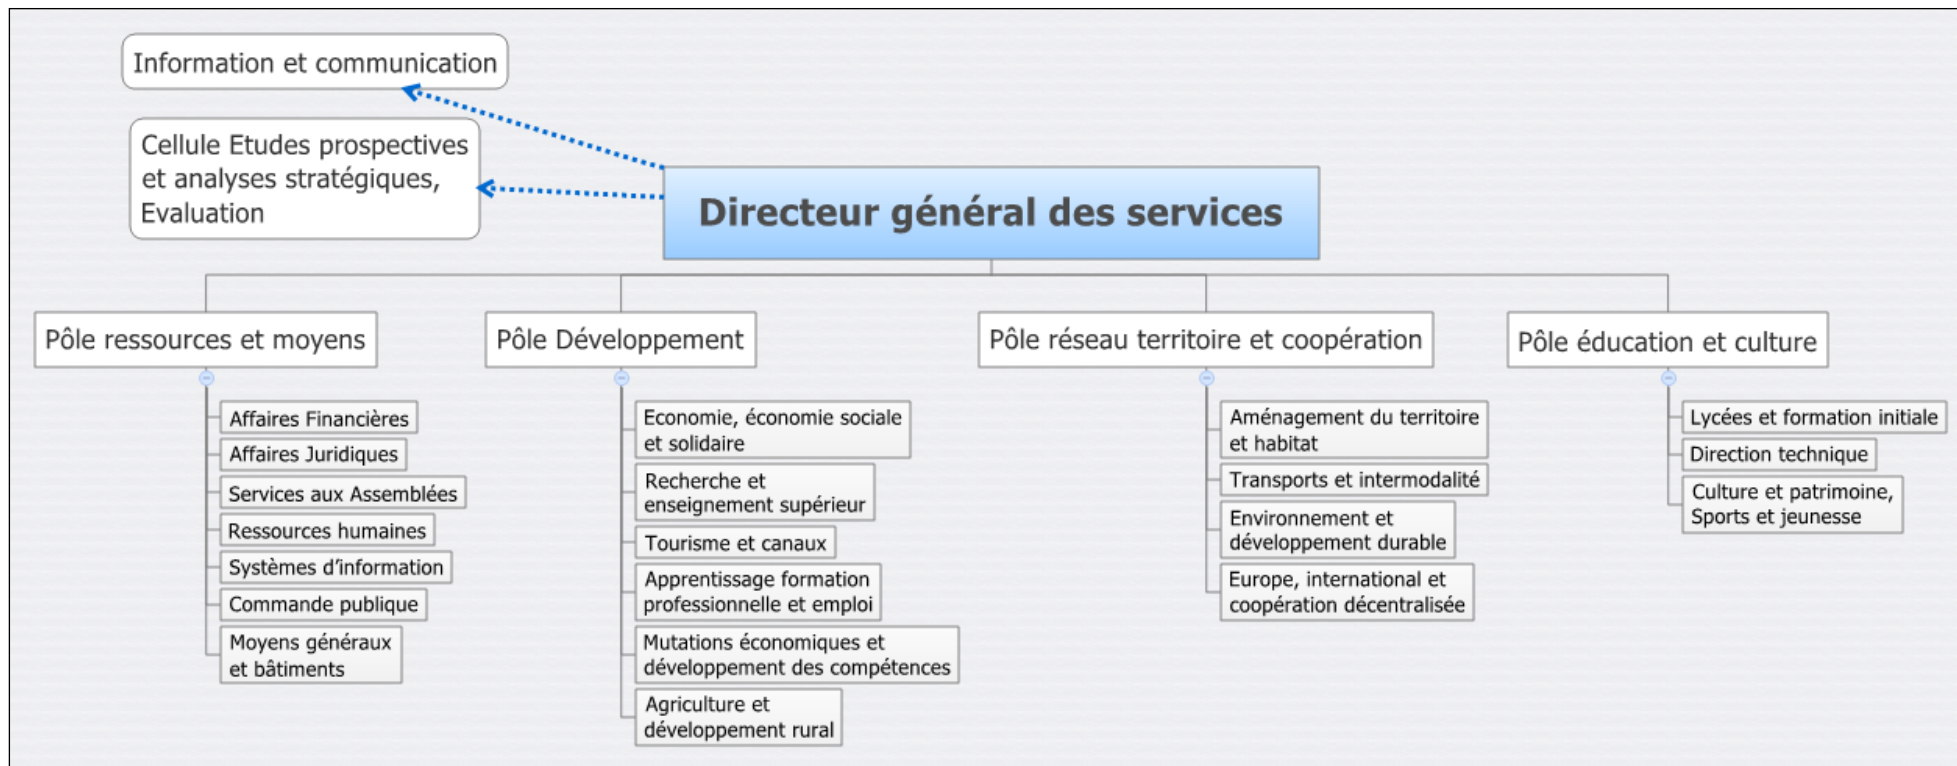 Information et communication
Cellule Etudes prospectives
et analyses stratégiques,
Evaluation
Directeur général des services
Pôle ressources et moyens
Affaires Financières
Affaires Juridiques
Services aux Assemblées
Ressources humaines
Systèmes d'information
Commande publique
Moyens généraux
et bâtiments
Pôle Développement
Economie, économie sociale
et solidaire
Recherche et
enseignement supérieur
Tourisme et canaux
Apprentissage formation
professionnelle et emploi
Mutations économiques et
développement des compétences
Agriculture et
développement rural
Pôle réseau territoire et coopération
Aménagement du territoire
et habitat
Transports et intermodalité
Environnement et
développement durable
Europe, international et
coopération décentralisée
Pôle éducation et culture
Lycées et formation initiale
Direction technique
Culture et patrimoine,
Sports et jeunesse